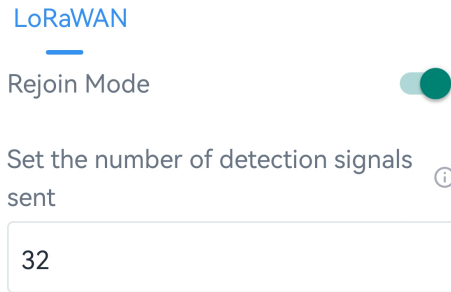 LoRaWAN
Rejoin Mode
Set the number of detection signals
sent
32